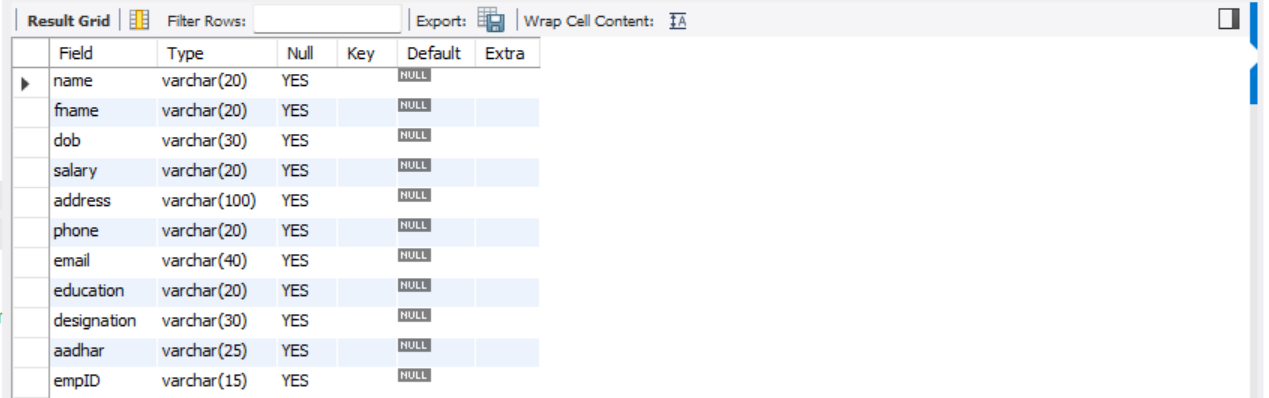 Result Grid Filter Rows: Export: Wrap Cell Content:
Field Type Null Key Default Extra
name varchar(20) YES NULL
fname varchar(20) YES NULL
dob varchar(30) YES NULL
salary varchar(20) YES NULL
address varchar(100) YES NULL
phone varchar(20) YES NULL
email varchar(40) YES NULL
education varchar(20) YES NULL
designation varchar(30) YES NULL
aadhar varchar(25) YES NULL
empID varchar(15) YES NULL